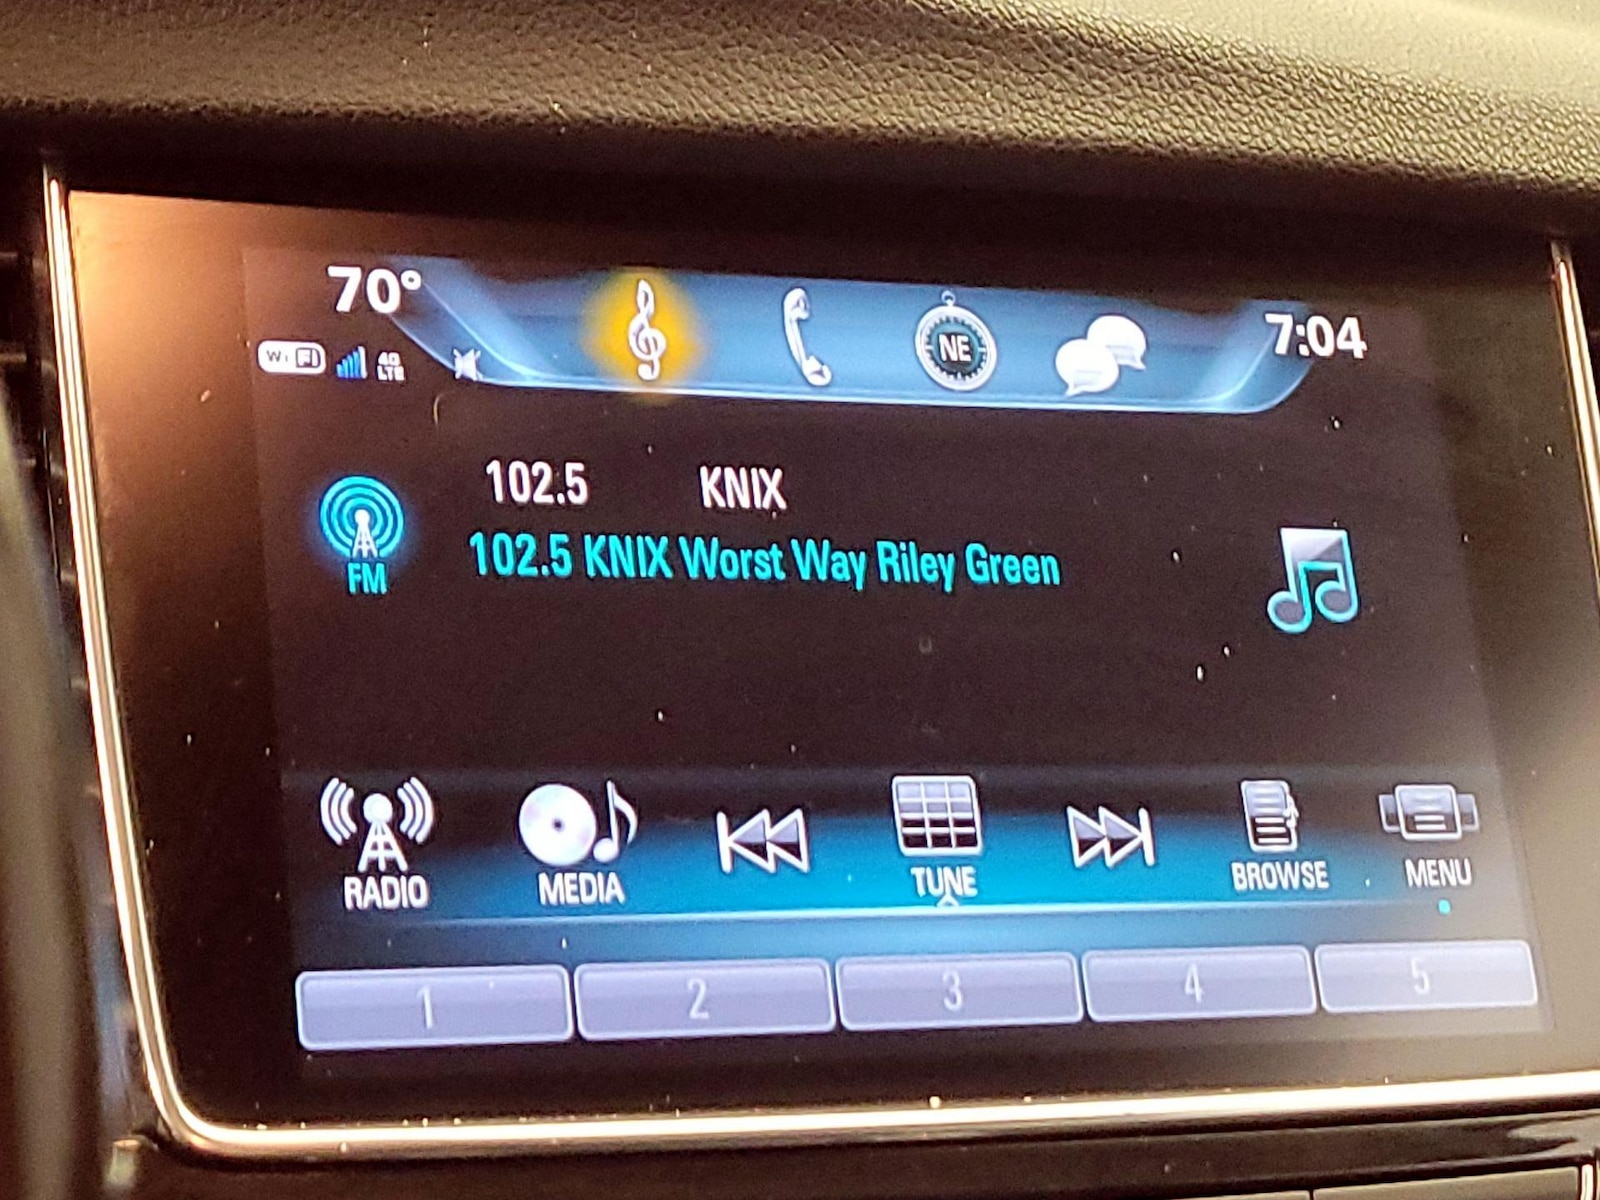 70°
7:04
WiFi
4G
LTE
NE
102.5 KNIX
FM
102.5 KNIX Worst Way Riley Green
RADIO
MEDIA
TUNE
BROWSE
MENU
1
2
3
4
5